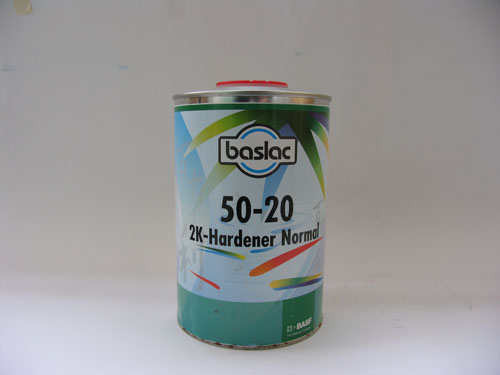 baslac
50-20
2K-Hardener Normal
BASF